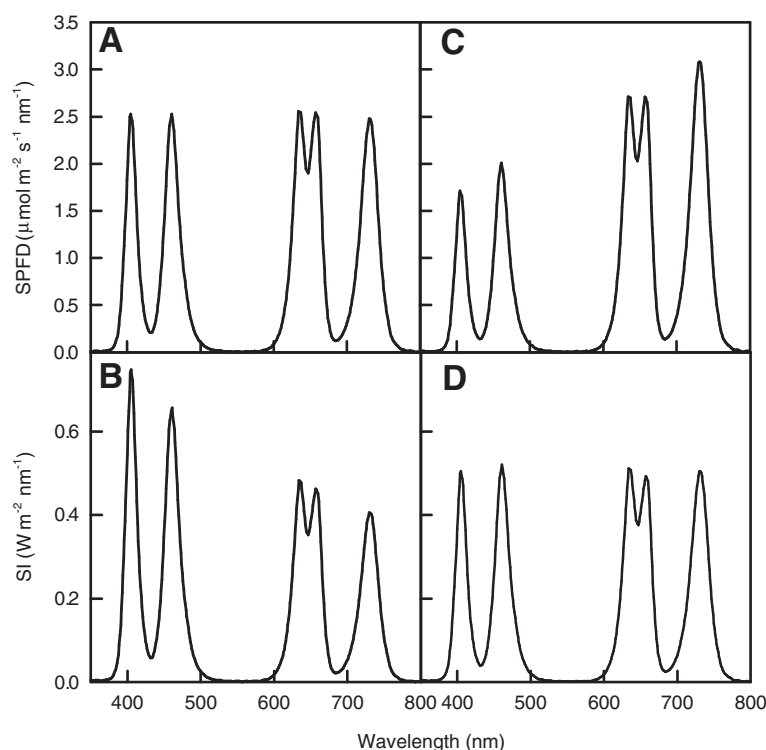 A
C
3.5
3.0
2.5
2.0
1.5
1.0
0.5
0.0
SPFD (μmol m⁻² s⁻¹ nm⁻¹)
B
D
0.6
0.4
0.2
0.0
SI (W m⁻² nm⁻¹)
400 500 600 700 800 400 500 600 700 800
Wavelength (nm)